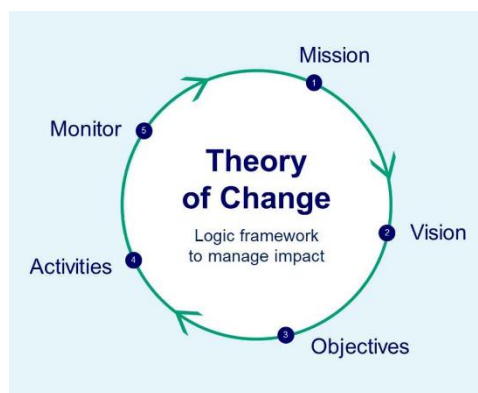 Mission
1
Monitor
5
Theory
of Change
Logic framework
to manage impact
2
Vision
Activities
4
3
Objectives